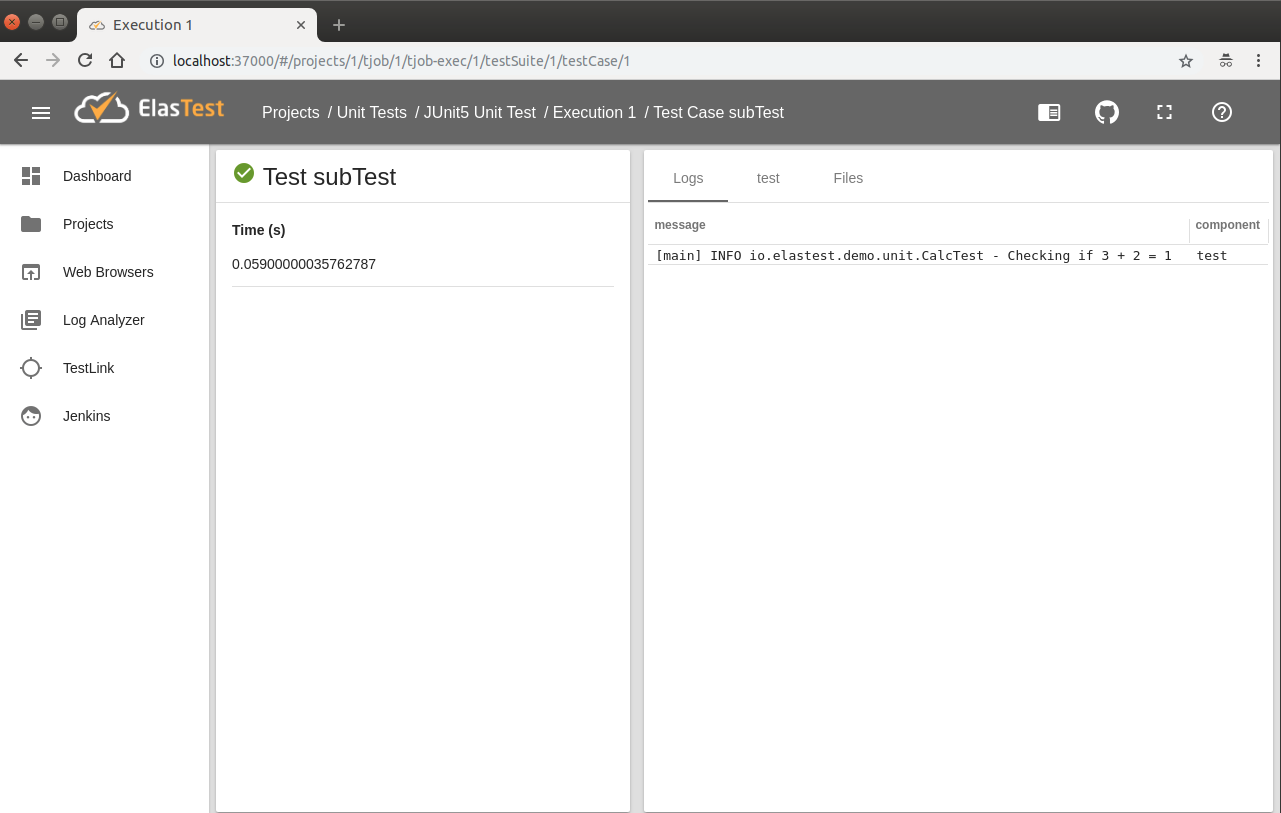 Execution 1
localhost:37000/#/projects/1/tjob/1/tjob-exec/1/testSuite/1/testCase/1
ElasTest
Projects / Unit Tests / JUnit5 Unit Test / Execution 1 / Test Case subTest
Dashboard
Projects
Web Browsers
Log Analyzer
TestLink
Jenkins
Test subTest
Time (s)
0.05900000035762787
Logs test Files
message component
[main] INFO io.elastest.demo.unit.CalcTest - Checking if 3 + 2 = 1 test